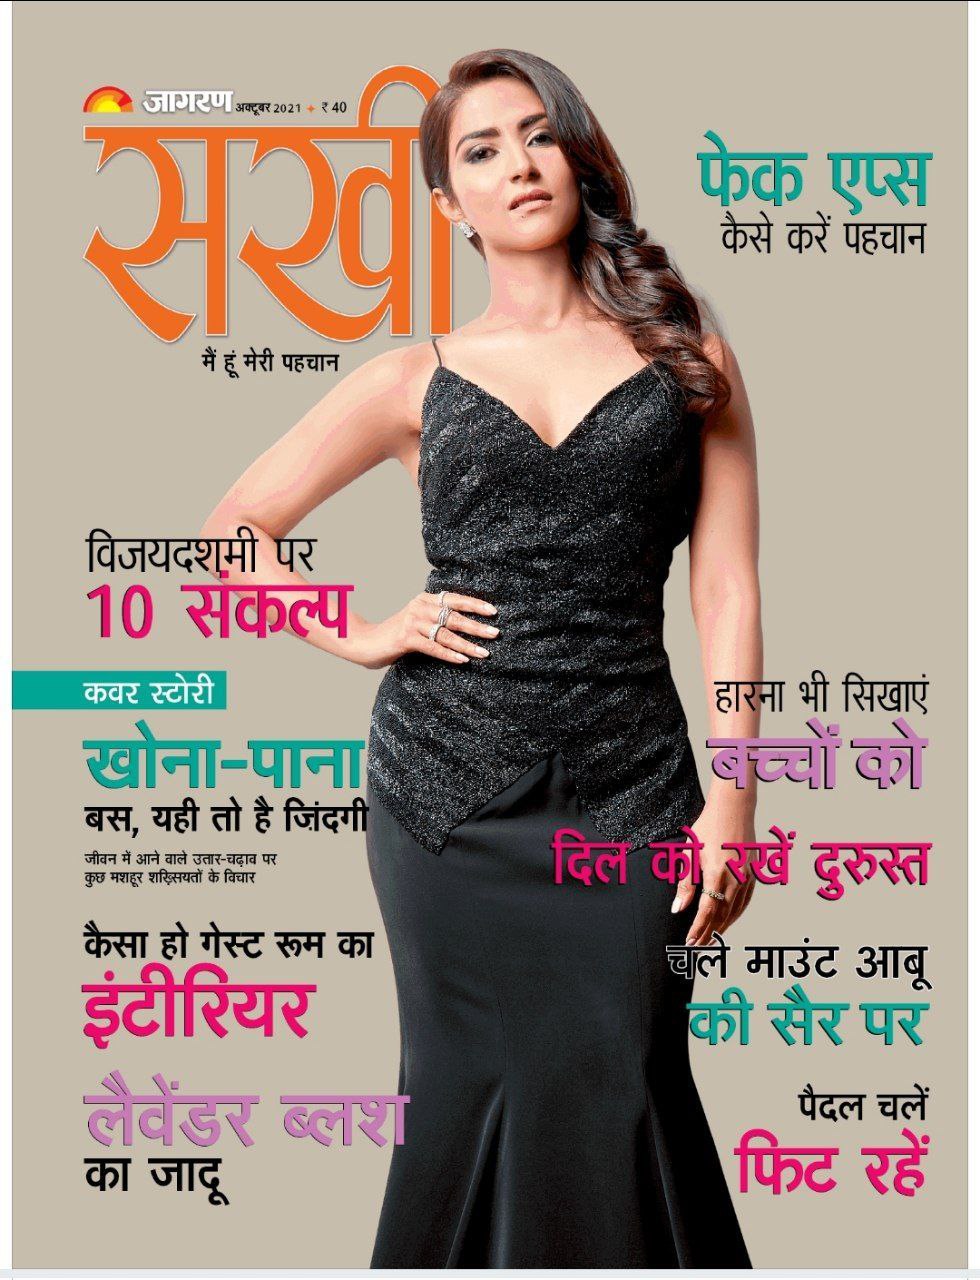 जागरण अक्टूबर 2021 ✦ ₹ 40
सखी
मैं हूं मेरी पहचान
फेक एप्स
कैसे करें पहचान
विजयदशमी पर
10 संकल्प
कवर स्टोरी
खोना-पाना
बस, यही तो है ज़िंदगी
जीवन में आने वाले उतार-चढ़ाव पर
कुछ मशहूर शख़्सियतों के विचार
कैसा हो गेस्ट रूम का
इंटीरियर
लैवेंडर ब्लश
का जादू
हारना भी सिखाएं
बच्चों को
दिल को रखें दुरुस्त
चले माउंट आबू
की सैर पर
पैदल चलें
फिट रहें